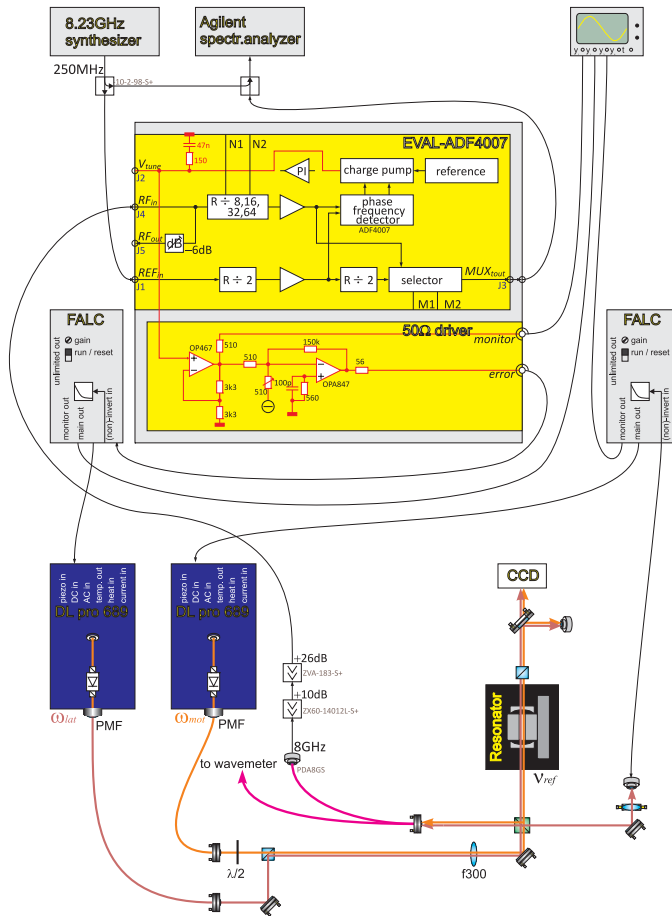 8.23GHz
synthesizer
Agilent
spectr.analyzer
y y y y t
250MHz
10-2-98-S+
EVAL-ADF4007
47n
150
N1 N2
Vtune
J2
PI
charge pump
reference
RFin
J4
R ÷ 8,16,
32,64
phase
frequency
detector
ADF4007
RFout
J5
dB
−6dB
REFin
J1
R ÷ 2
R ÷ 2
selector
MUXtout
J3
M1 M2
50Ω driver
monitor
OP467
510
510
150k
3k3
3k3
510
100p
560
OPA847
56
error
FALC
gain
run / reset
unlimited out
monitor out
main out
(non)-invert in
FALC
gain
run / reset
unlimited out
monitor out
main out
(non)-invert in
piezo in
DC in
AC in
temp. out
heat in
current in
DL pro 689
ωlat
PMF
piezo in
DC in
AC in
temp. out
heat in
current in
DL pro 689
ωmot
PMF
+26dB
ZVA-183-S+
+10dB
ZX60-14012L-S+
8GHz
PDA8GS
to wavemeter
CCD
Resonator
νref
λ/2
f300